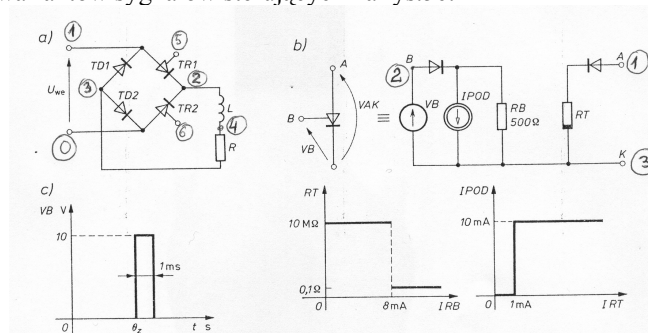 a)
1
5
TD1
TR1
2
3
Uwe
TD2
TR2
L
4
6
R
0
b)
A
VAK
B
VB
≡
B
2
VB
IPOD
RB
500Ω
RT
A
1
K
3
c)
VB V
10
1ms
0
θz
t s
RT
10 MΩ
0,1Ω
0
8mA
I RB
IPOD
10 mA
0
1mA
I RT